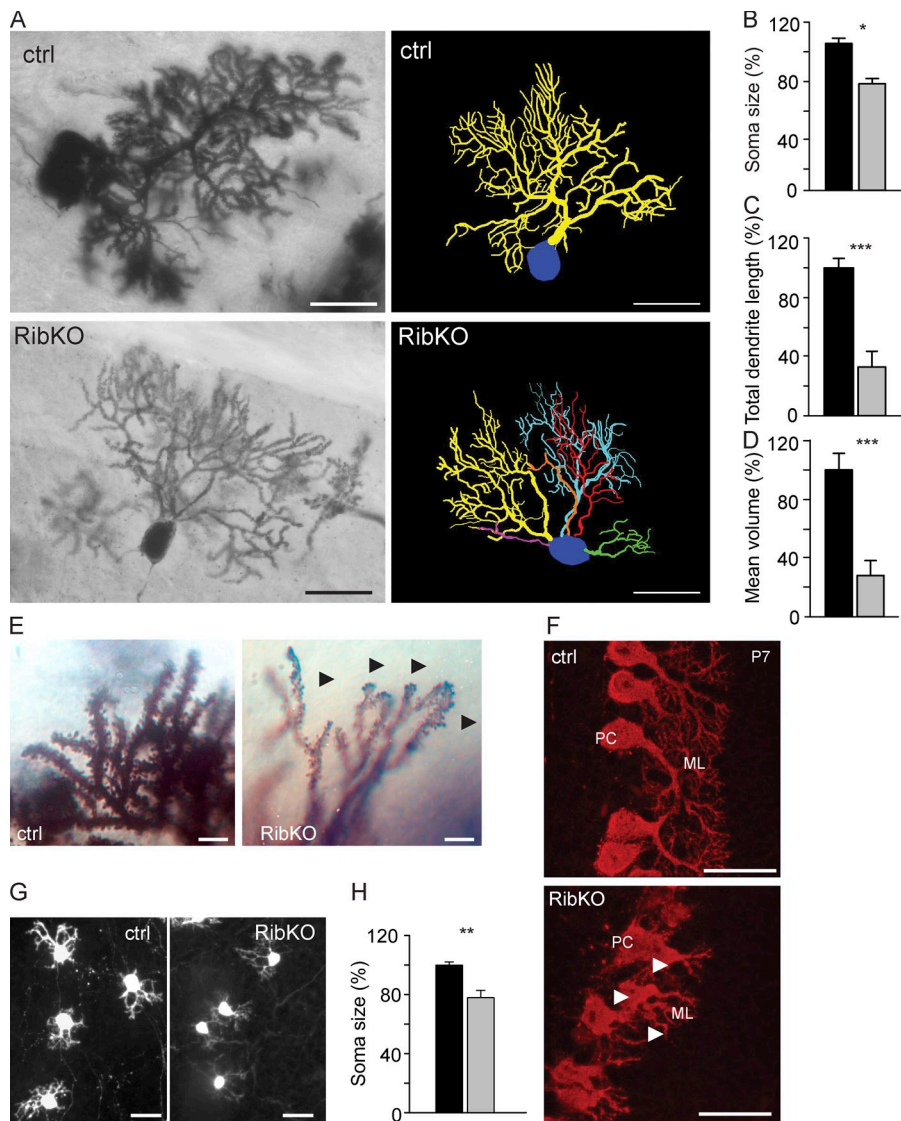 A
ctrl
ctrl
RibKO
RibKO
B
Soma size (%)
120
80
40
0
*
C
Total dendrite length (%)
120
80
40
0
***
D
Mean volume (%)
120
80
40
0
***
E
ctrl
RibKO
F
ctrl
P7
PC
ML
RibKO
PC
ML
G
ctrl
RibKO
H
Soma size (%)
120
80
40
0
**